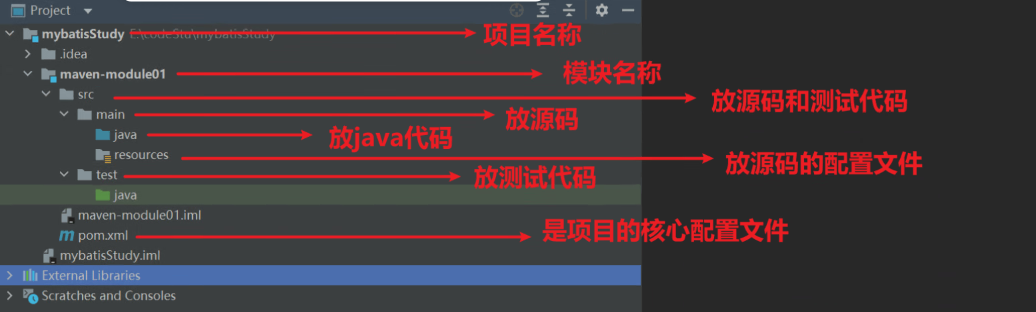 Project
mybatisStudy E:\codeStu\mybatisStudy 项目名称
.idea
maven-module01 模块名称
src 放源码和测试代码
main 放源码
java 放java代码
resources 放源码的配置文件
test 放测试代码
java
maven-module01.iml
pom.xml 是项目的核心配置文件
mybatisStudy.iml
External Libraries
Scratches and Consoles